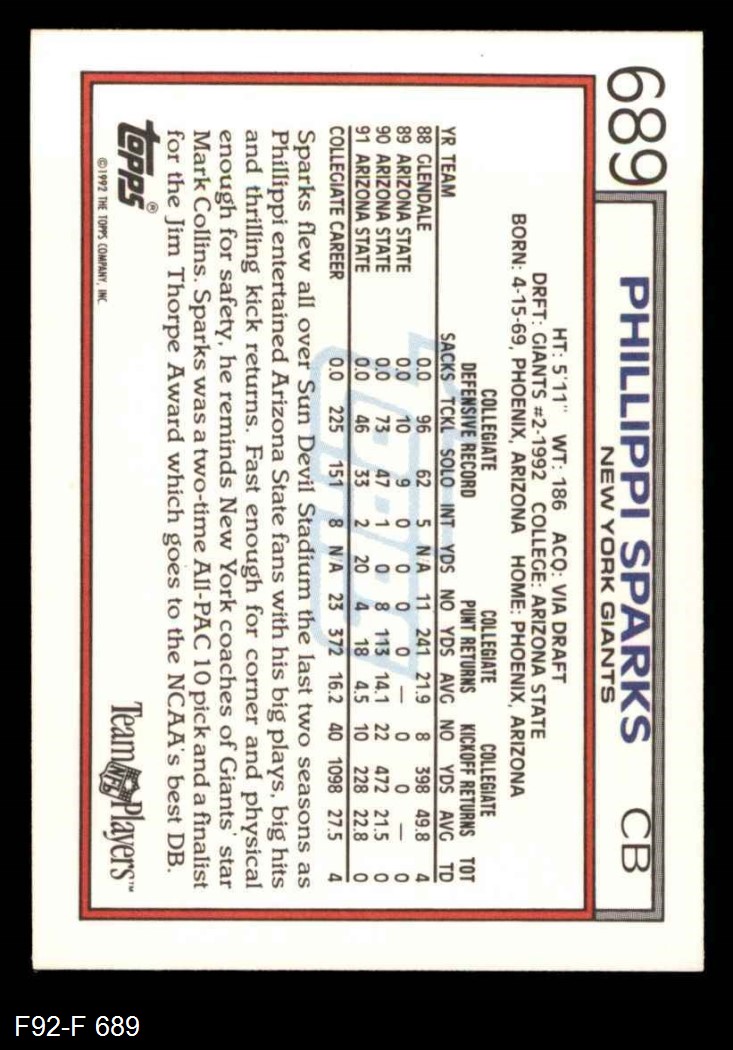 689 PHILLIPPI SPARKS CB
NEW YORK GIANTS
HT: 5'11" WT: 186 ACQ: VIA DRAFT
DRFT: GIANTS #2-1992 COLLEGE: ARIZONA STATE
BORN: 4-15-69, PHOENIX, ARIZONA HOME: PHOENIX, ARIZONA
COLLEGIATE COLLEGIATE COLLEGIATE
DEFENSIVE RECORD PUNT RETURNS KICKOFF RETURNS TOT
YR TEAM SACKS TCKL SOLO INT YDS NO YDS AVG NO YDS AVG TD
88 GLENDALE 0.0 96 62 5 N/A 11 241 21.9 8 398 49.8 4
89 ARIZONA STATE 0.0 10 9 0 0 0 0 — 0 0 — 0
90 ARIZONA STATE 0.0 73 47 1 0 8 113 14.1 22 472 21.5 0
91 ARIZONA STATE 0.0 46 33 2 20 4 18 4.5 10 228 22.8 0
COLLEGIATE CAREER 0.0 225 151 8 N/A 23 372 16.2 40 1098 27.5 4
Sparks flew all over Sun Devil Stadium the last two seasons as
Phillippi entertained Arizona State fans with his big plays, big hits
and thrilling kick returns. Fast enough for corner and physical
enough for safety, he reminds New York coaches of Giants' star
Mark Collins. Sparks was a two-time All-PAC 10 pick and a finalist
for the Jim Thorpe Award which goes to the NCAA's best DB.
TOPPS
topps® Team NFL Players™
©1992 THE TOPPS COMPANY, INC.
F92-F 689